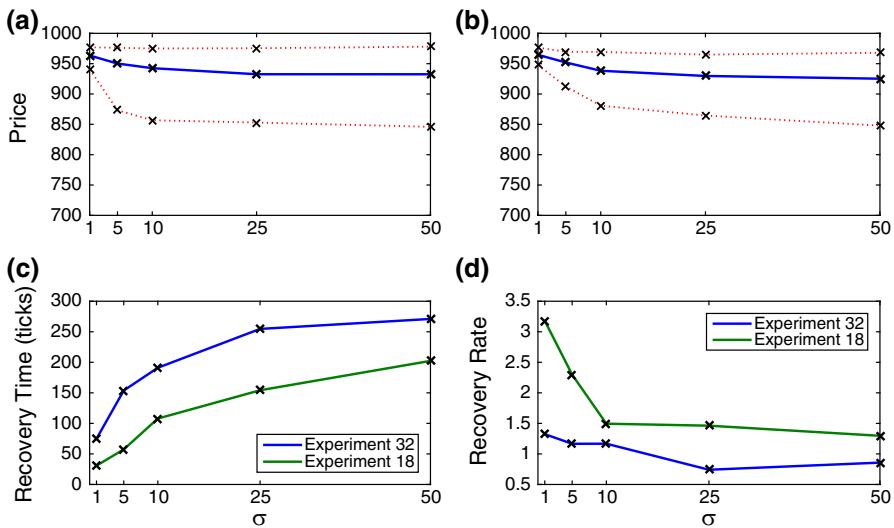 (a)
Price
1000
950
900
850
800
750
700
1 5 10 25 50
(b)
1000
950
900
850
800
750
700
1 5 10 25 50
(c)
Recovery Time (ticks)
300
250
200
150
100
50
0
Experiment 32
Experiment 18
1 5 10 25 50
σ
(d)
Recovery Rate
3.5
3
2.5
2
1.5
1
0.5
Experiment 32
Experiment 18
1 5 10 25 50
σ